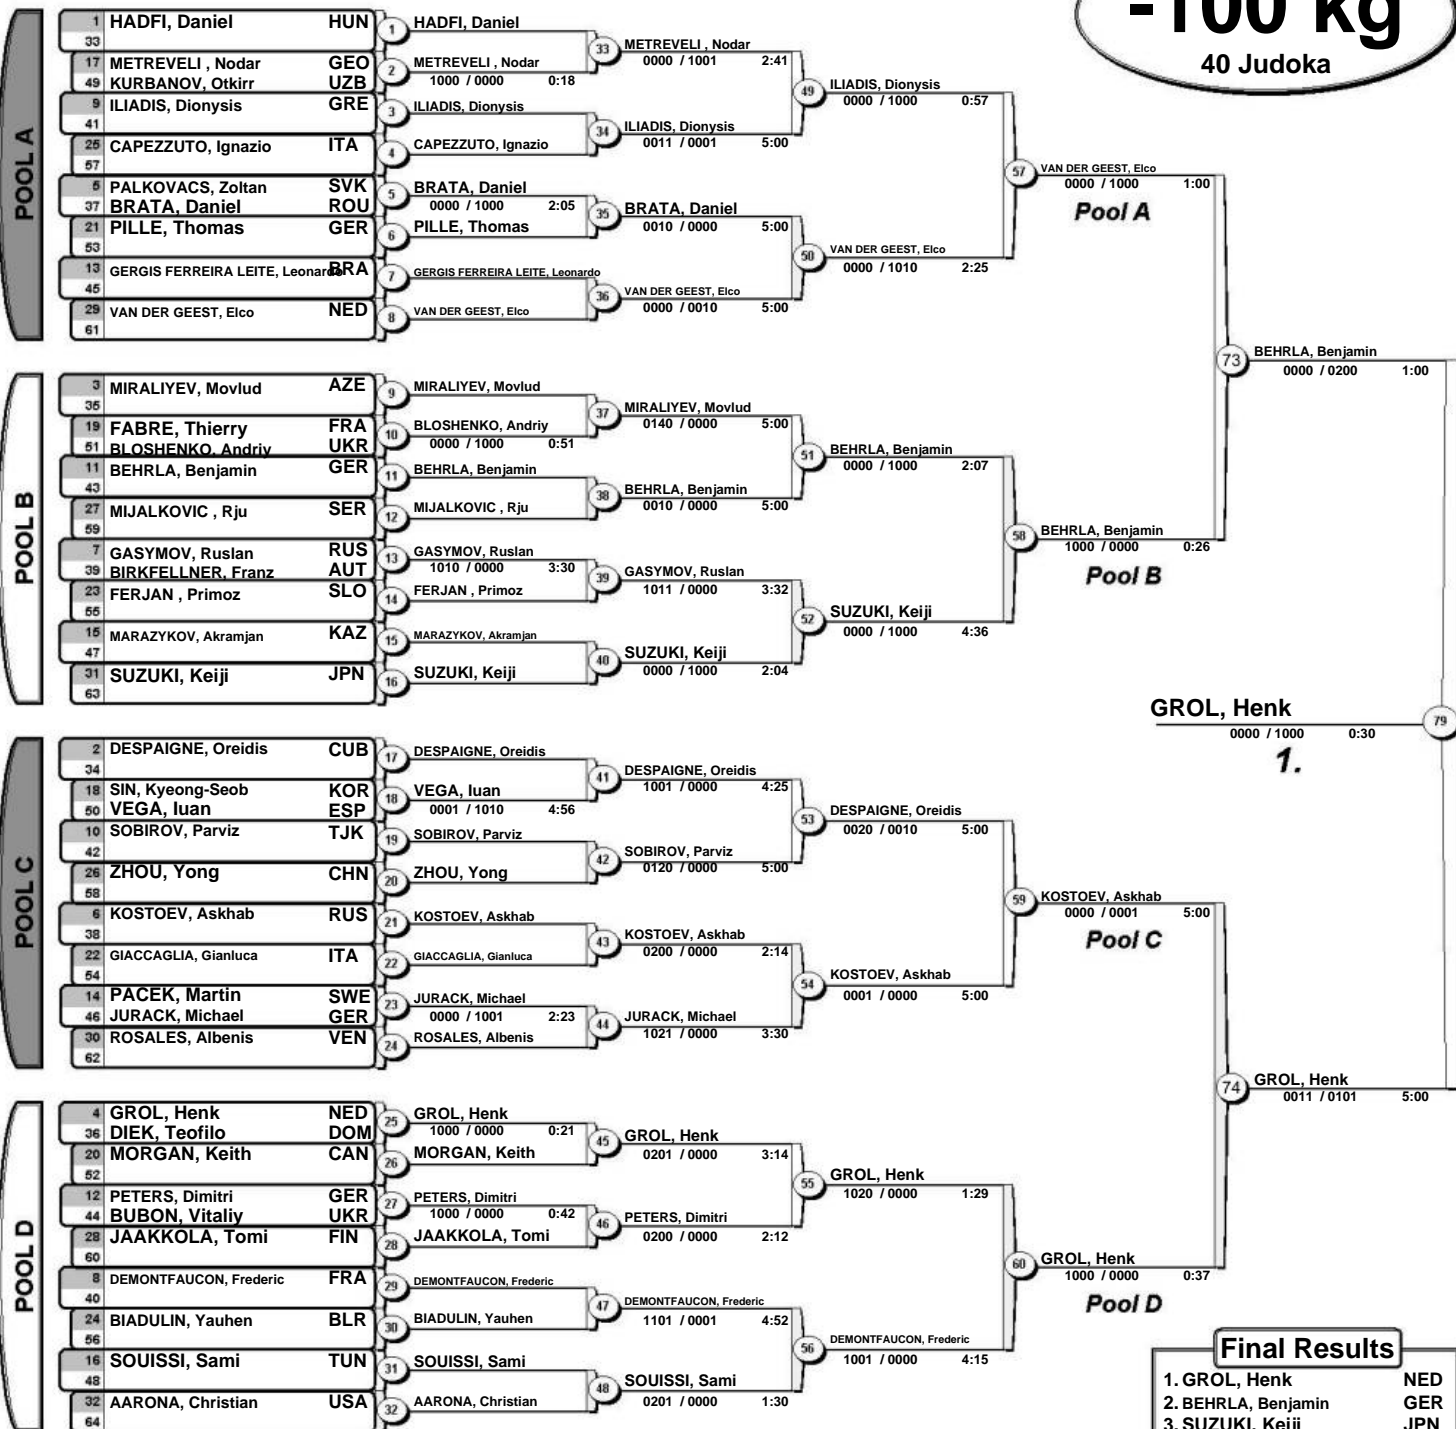 -100 kg
40 Judoka
POOL A
1 HADFI, Daniel HUN
33
17 METREVELI , Nodar GEO
49 KURBANOV, Otkirr UZB
9 ILIADIS, Dionysis GRE
41
25 CAPEZZUTO, Ignazio ITA
57
5 PALKOVACS, Zoltan SVK
37 BRATA, Daniel ROU
21 PILLE, Thomas GER
53
13 GERGIS FERREIRA LEITE, Leonardo BRA
45
29 VAN DER GEEST, Elco NED
61
1 HADFI, Daniel
2 METREVELI , Nodar
1000 / 0000 0:18
3 ILIADIS, Dionysis
4 CAPEZZUTO, Ignazio
5 BRATA, Daniel
0000 / 1000 2:05
6 PILLE, Thomas
7 GERGIS FERREIRA LEITE, Leonardo
8 VAN DER GEEST, Elco
33 METREVELI , Nodar
0000 / 1001 2:41
34 ILIADIS, Dionysis
0011 / 0001 5:00
35 BRATA, Daniel
0010 / 0000 5:00
36 VAN DER GEEST, Elco
0000 / 0010 5:00
49 ILIADIS, Dionysis
0000 / 1000 0:57
50 VAN DER GEEST, Elco
0000 / 1010 2:25
57 VAN DER GEEST, Elco
0000 / 1000 1:00
Pool A
POOL B
3 MIRALIYEV, Movlud AZE
35
19 FABRE, Thierry FRA
51 BLOSHENKO, Andriy UKR
11 BEHRLA, Benjamin GER
43
27 MIJALKOVIC , Rju SER
59
7 GASYMOV, Ruslan RUS
39 BIRKFELLNER, Franz AUT
23 FERJAN , Primoz SLO
55
15 MARAZYKOV, Akramjan KAZ
47
31 SUZUKI, Keiji JPN
63
9 MIRALIYEV, Movlud
10 BLOSHENKO, Andriy
0000 / 1000 0:51
11 BEHRLA, Benjamin
12 MIJALKOVIC , Rju
13 GASYMOV, Ruslan
1010 / 0000 3:30
14 FERJAN , Primoz
15 MARAZYKOV, Akramjan
16 SUZUKI, Keiji
37 MIRALIYEV, Movlud
0140 / 0000 5:00
38 BEHRLA, Benjamin
0010 / 0000 5:00
39 GASYMOV, Ruslan
1011 / 0000 3:32
40 SUZUKI, Keiji
0000 / 1000 2:04
51 BEHRLA, Benjamin
0000 / 1000 2:07
52 SUZUKI, Keiji
0000 / 1000 4:36
58 BEHRLA, Benjamin
1000 / 0000 0:26
Pool B
73 BEHRLA, Benjamin
0000 / 0200 1:00
GROL, Henk
0000 / 1000 0:30
79
1.
POOL C
2 DESPAIGNE, Oreidis CUB
34
18 SIN, Kyeong-Seob KOR
50 VEGA, Iuan ESP
10 SOBIROV, Parviz TJK
42
26 ZHOU, Yong CHN
58
6 KOSTOEV, Askhab RUS
38
22 GIACCAGLIA, Gianluca ITA
54
14 PACEK, Martin SWE
46 JURACK, Michael GER
30 ROSALES, Albenis VEN
62
17 DESPAIGNE, Oreidis
18 VEGA, Iuan
0001 / 1010 4:56
19 SOBIROV, Parviz
20 ZHOU, Yong
21 KOSTOEV, Askhab
22 GIACCAGLIA, Gianluca
23 JURACK, Michael
0000 / 1001 2:23
24 ROSALES, Albenis
41 DESPAIGNE, Oreidis
1001 / 0000 4:25
42 SOBIROV, Parviz
0120 / 0000 5:00
43 KOSTOEV, Askhab
0200 / 0000 2:14
44 JURACK, Michael
1021 / 0000 3:30
53 DESPAIGNE, Oreidis
0020 / 0010 5:00
54 KOSTOEV, Askhab
0001 / 0000 5:00
59 KOSTOEV, Askhab
0000 / 0001 5:00
Pool C
POOL D
4 GROL, Henk NED
36 DIEK, Teofilo DOM
20 MORGAN, Keith CAN
52
12 PETERS, Dimitri GER
44 BUBON, Vitaliy UKR
28 JAAKKOLA, Tomi FIN
60
8 DEMONTFAUCON, Frederic FRA
40
24 BIADULIN, Yauhen BLR
56
16 SOUISSI, Sami TUN
48
32 AARONA, Christian USA
64
25 GROL, Henk
1000 / 0000 0:21
26 MORGAN, Keith
27 PETERS, Dimitri
1000 / 0000 0:42
28 JAAKKOLA, Tomi
29 DEMONTFAUCON, Frederic
30 BIADULIN, Yauhen
31 SOUISSI, Sami
32 AARONA, Christian
45 GROL, Henk
0201 / 0000 3:14
46 PETERS, Dimitri
0200 / 0000 2:12
47 DEMONTFAUCON, Frederic
1101 / 0001 4:52
48 SOUISSI, Sami
0201 / 0000 1:30
55 GROL, Henk
1020 / 0000 1:29
56 DEMONTFAUCON, Frederic
1001 / 0000 4:15
60 GROL, Henk
1000 / 0000 0:37
Pool D
74 GROL, Henk
0011 / 0101 5:00
Final Results
1. GROL, Henk NED
2. BEHRLA, Benjamin GER
3. SUZUKI, Keiji JPN